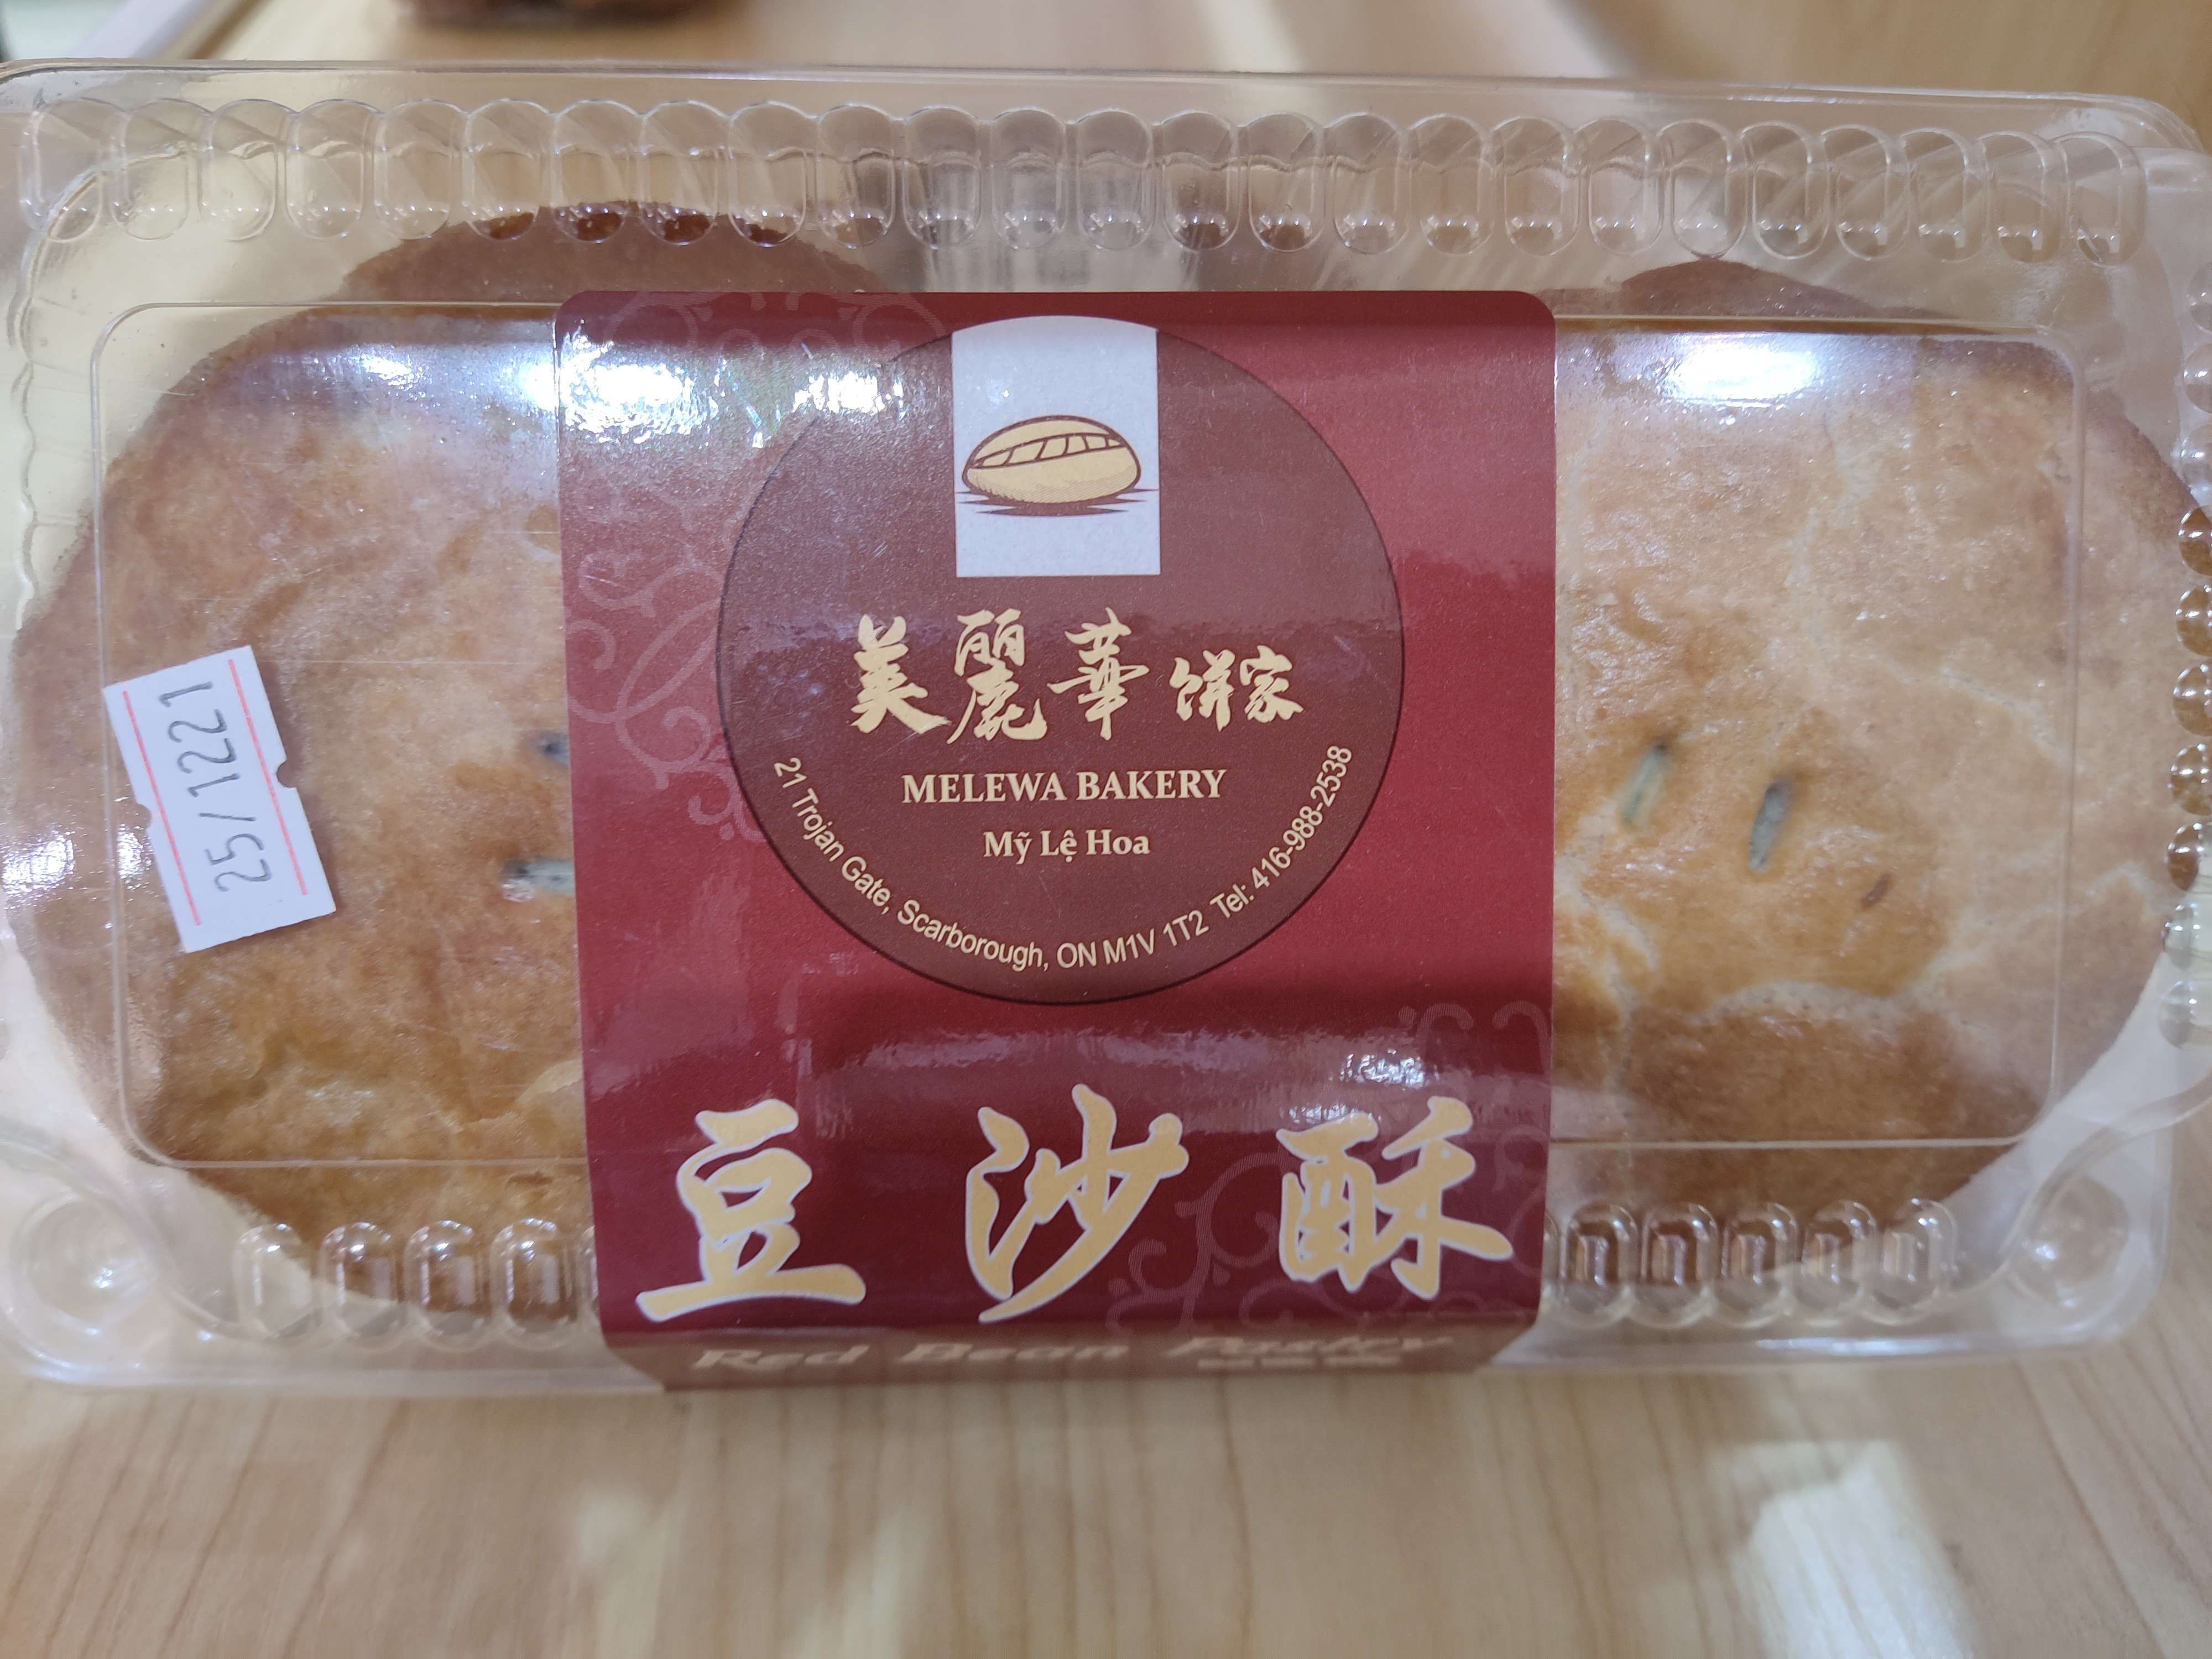 美麗華饼家
MELEWA BAKERY
Mỹ Lệ Hoa
21 Trojan Gate, Scarborough, ON M1V 1T2 Tel: 416-988-2538
25/1221
豆沙酥
Red Bean Pastry